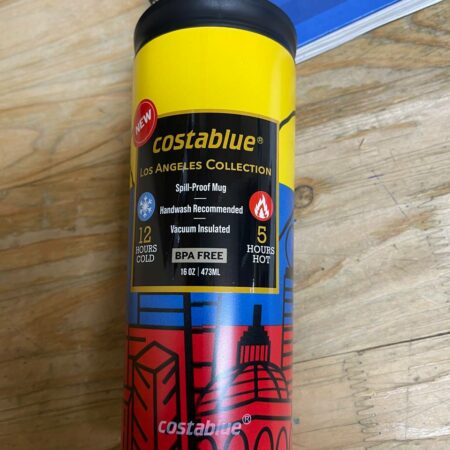 NEW
costablue®
LOS ANGELES COLLECTION
Spill-Proof Mug
Handwash Recommended
Vacuum Insulated
12
HOURS
COLD
5
HOURS
HOT
BPA FREE
16 OZ | 473ML
costablue®